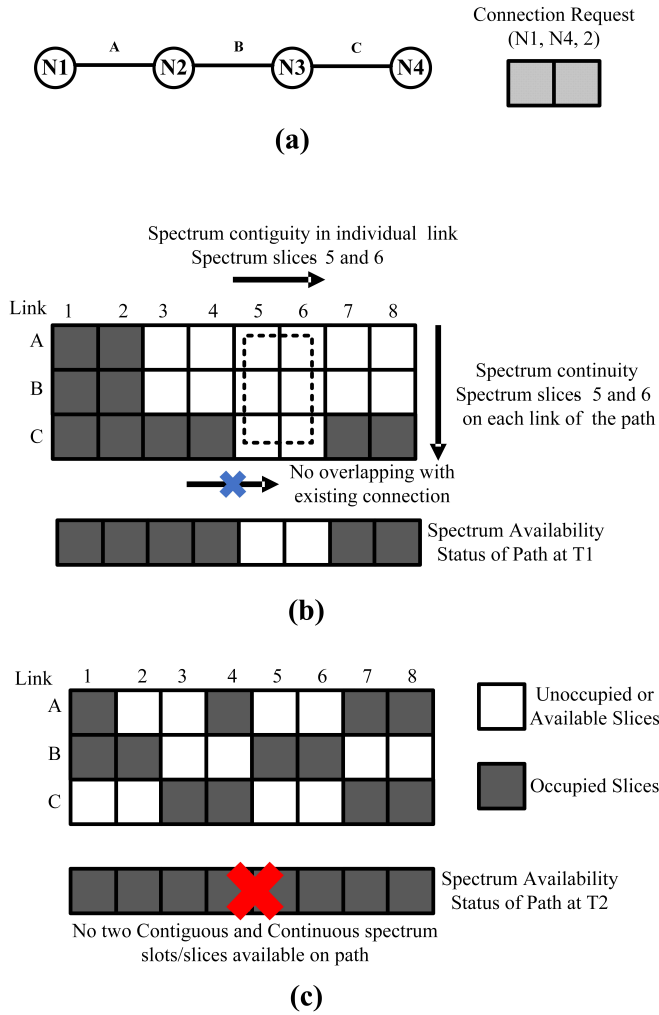 Connection Request
(N1, N4, 2)
A B C
N1 N2 N3 N4
(a)
Spectrum contiguity in individual link
Spectrum slices 5 and 6
Link 1 2 3 4 5 6 7 8
A
B
C
Spectrum continuity
Spectrum slices 5 and 6
on each link of the path
No overlapping with
existing connection
Spectrum Availability
Status of Path at T1
(b)
Link 1 2 3 4 5 6 7 8
A
B
C
Unoccupied or
Available Slices
Occupied Slices
Spectrum Availability
Status of Path at T2
No two Contiguous and Continuous spectrum
slots/slices available on path
(c)